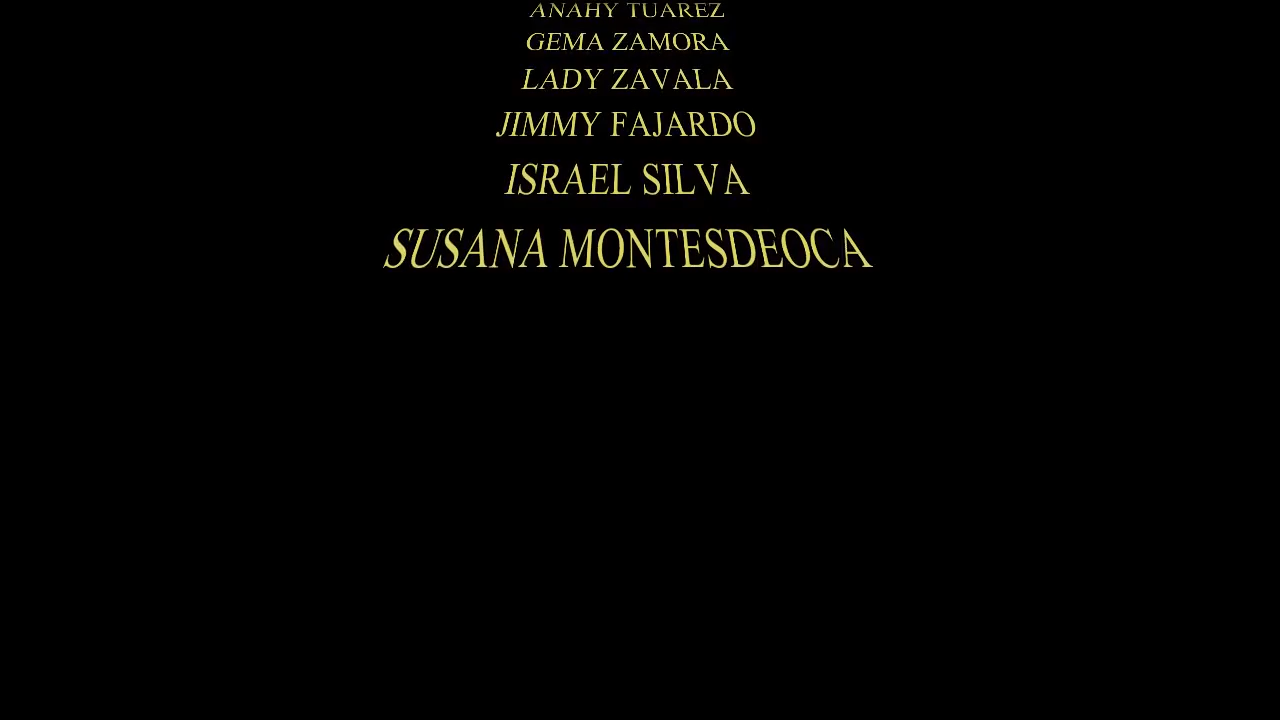 ANAHY TUAREZ
GEMA ZAMORA
LADY ZAVALA
JIMMY FAJARDO
ISRAEL SILVA
SUSANA MONTESDEOCA